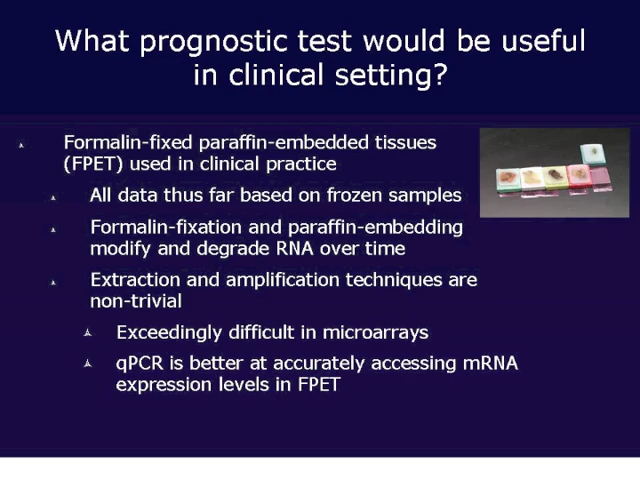 What prognostic test would be useful
in clinical setting?
Formalin-fixed paraffin-embedded tissues
(FPET) used in clinical practice
All data thus far based on frozen samples
Formalin-fixation and paraffin-embedding
modify and degrade RNA over time
Extraction and amplification techniques are
non-trivial
Exceedingly difficult in microarrays
qPCR is better at accurately accessing mRNA
expression levels in FPET